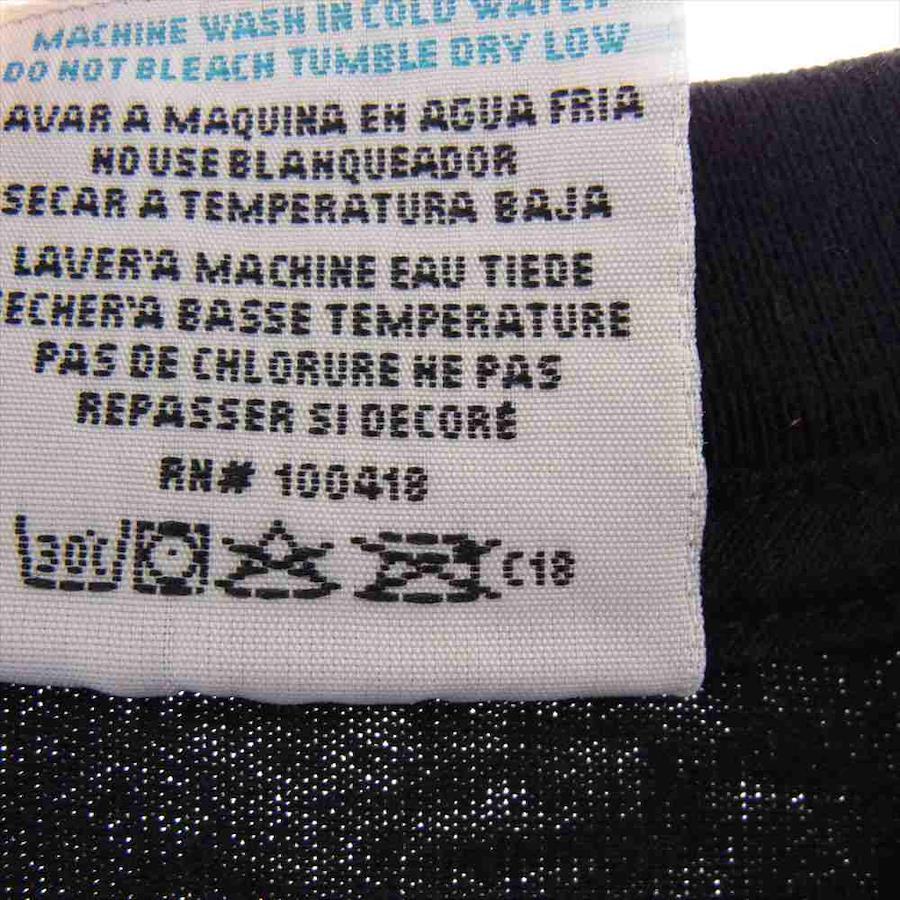 MACHINE WASH IN COLD WATER
DO NOT BLEACH TUMBLE DRY LOW
AVAR A MAQUINA EN AGUA FRIA
NO USE BLANQUEADOR
SECAR A TEMPERATURA BAJA
LAVER'A MACHINE EAU TIEDE
ECHER'A BASSE TEMPERATURE
PAS DE CHLORURE NE PAS
REPASSER SI DECORÉ
RN# 100418
30℃ C18